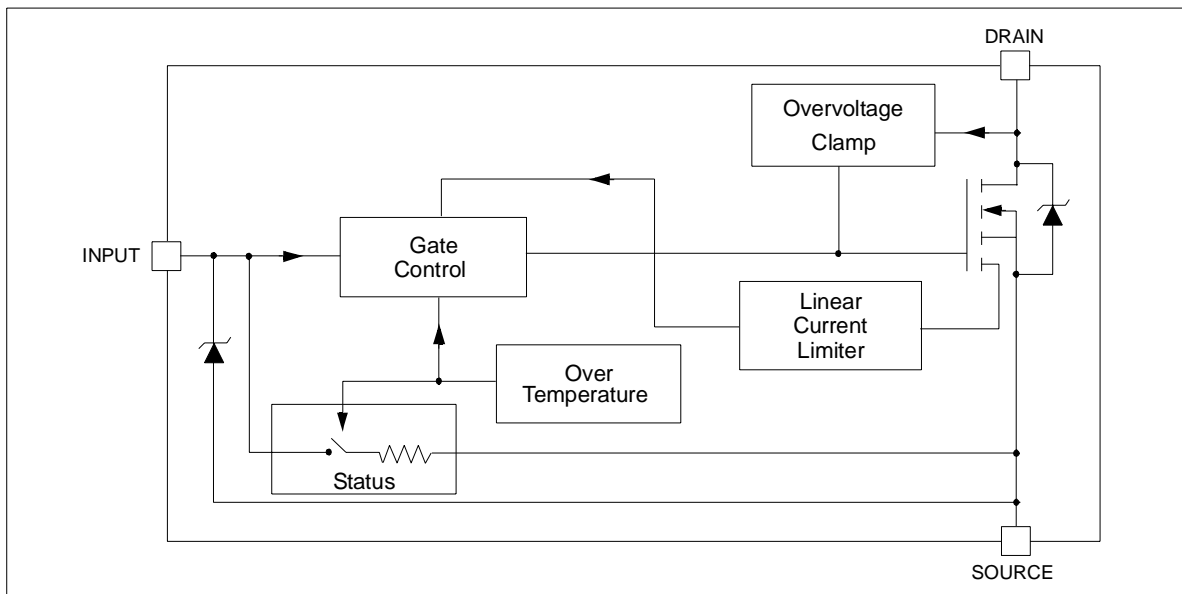 DRAIN
Overvoltage
Clamp
INPUT
Gate
Control
Linear
Current
Limiter
Over
Temperature
Status
SOURCE